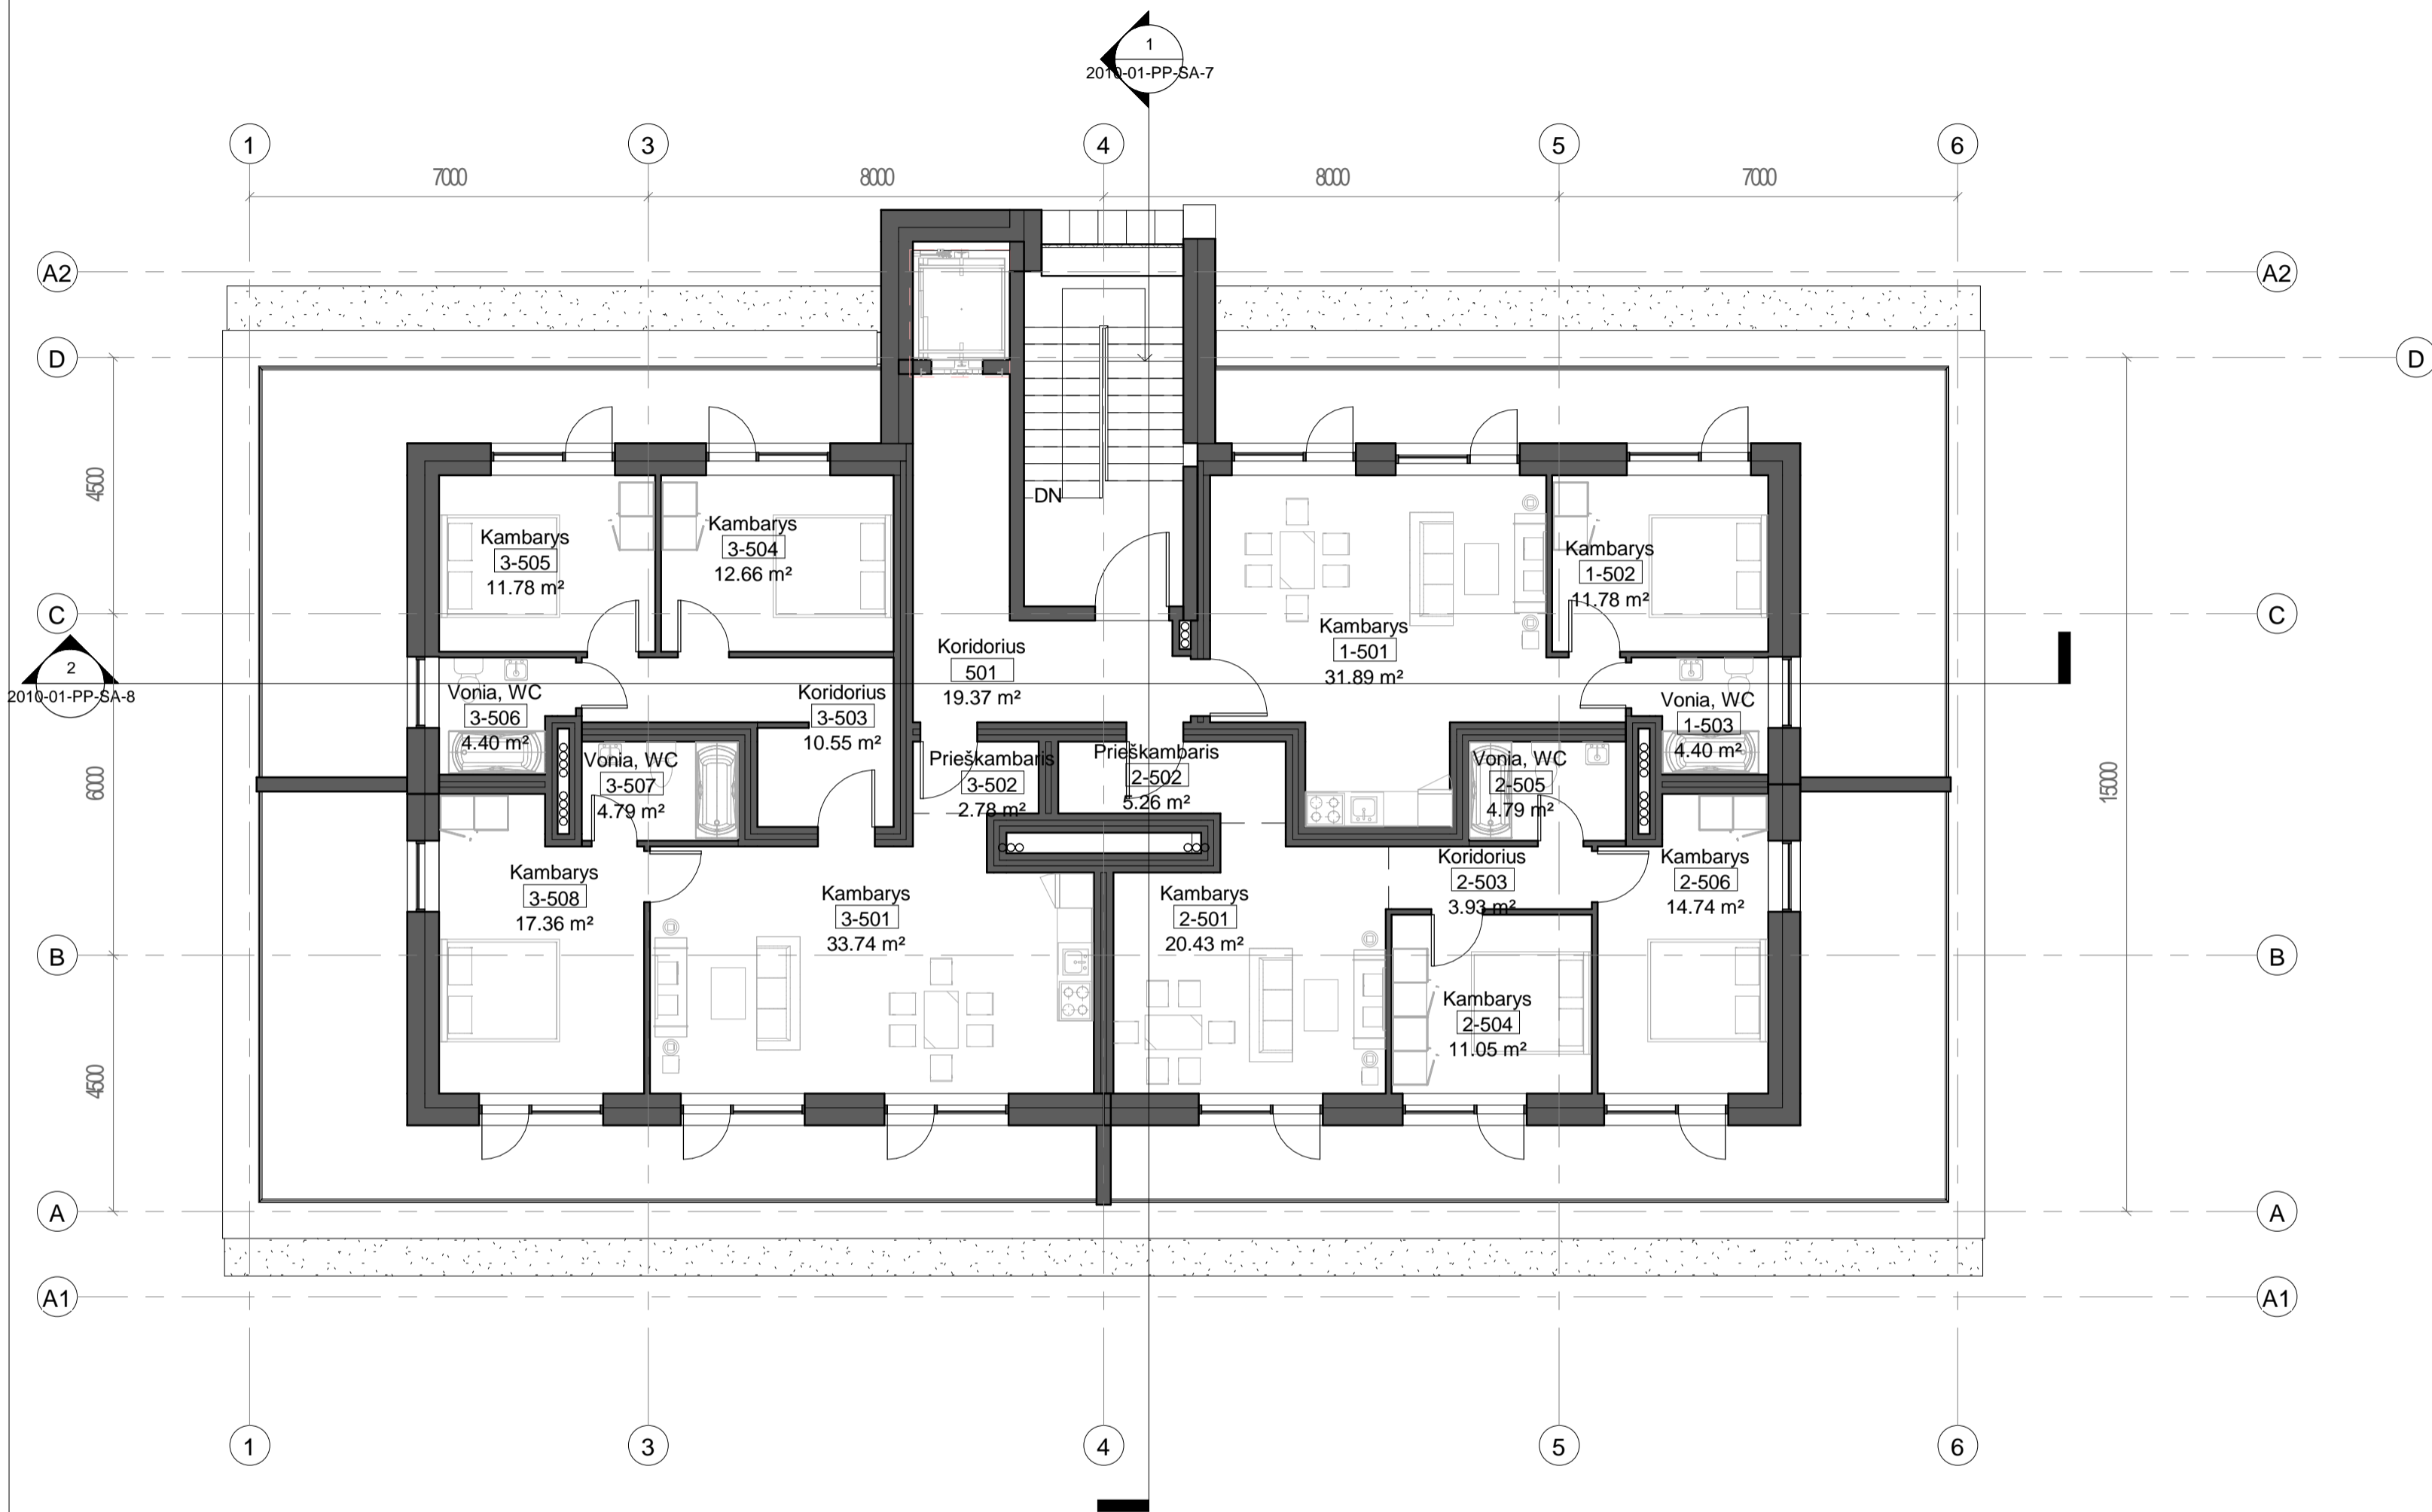 1
2010-01-PP-SA-7
1
3
4
5
6
7000
8000
8000
7000
A2
A2
D
D
4500
DN
Kambarys
3-505
11.78 m²
Kambarys
3-504
12.66 m²
Kambarys
1-502
11.78 m²
C
C
Kambarys
1-501
31.89 m²
Koridorius
501
19.37 m²
2
2010-01-PP-SA-8
Vonia, WC
3-506
4.40 m²
Koridorius
3-503
10.55 m²
Vonia, WC
1-503
4.40 m²
6000
15000
Vonia, WC
3-507
4.79 m²
Prieškambaris
3-502
2.78 m²
Prieškambaris
2-502
5.26 m²
Vonia, WC
2-505
4.79 m²
Kambarys
3-508
17.36 m²
Kambarys
3-501
33.74 m²
Kambarys
2-501
20.43 m²
Koridorius
2-503
3.93 m²
Kambarys
2-506
14.74 m²
B
B
Kambarys
2-504
11.05 m²
4500
A
A
A1
A1
1
3
4
5
6